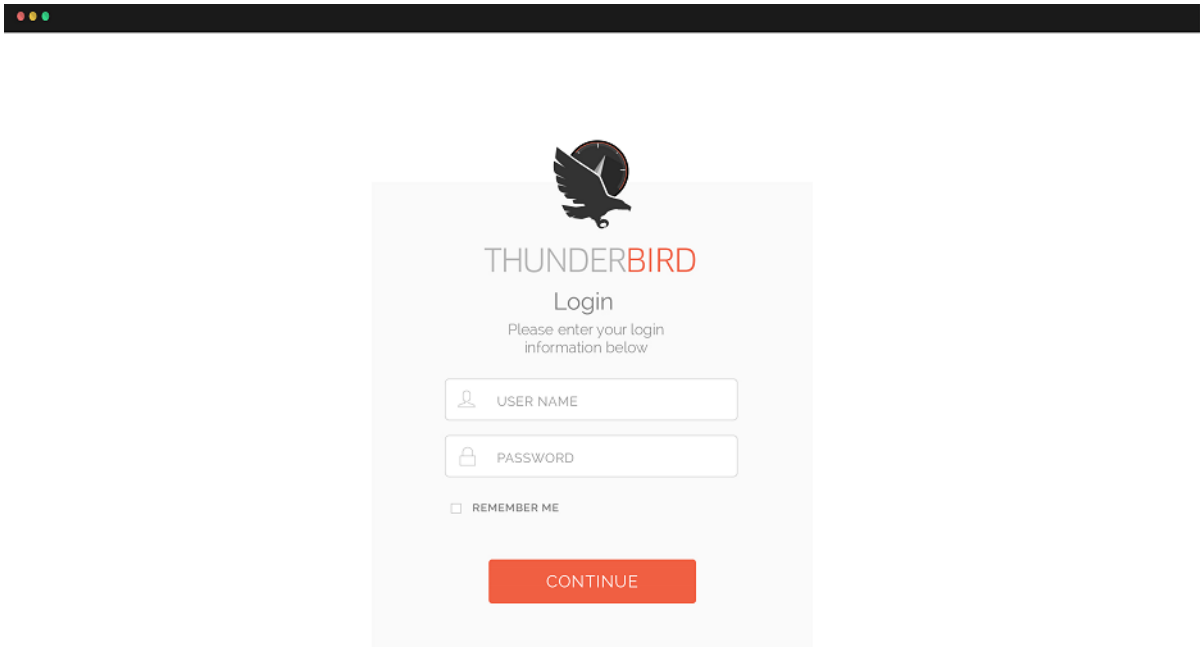 THUNDERBIRD
Login
Please enter your login
information below
USER NAME
PASSWORD
REMEMBER ME
CONTINUE